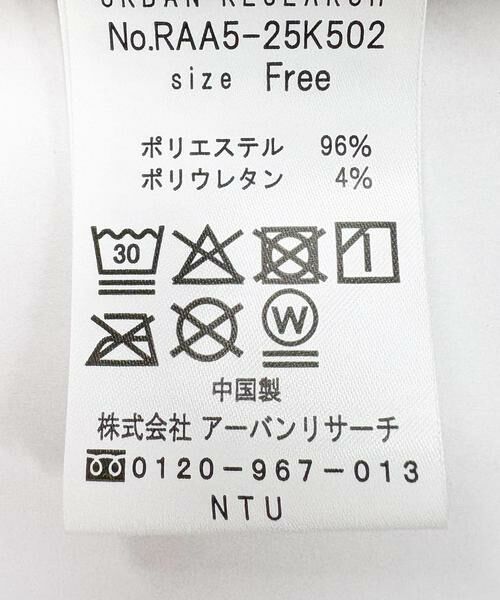 URBAN RESEARCH
No.RAA5-25K502
size Free
ポリエステル 96%
ポリウレタン 4%
30
W
中国製
株式会社 アーバンリサーチ
0120-967-013
NTU